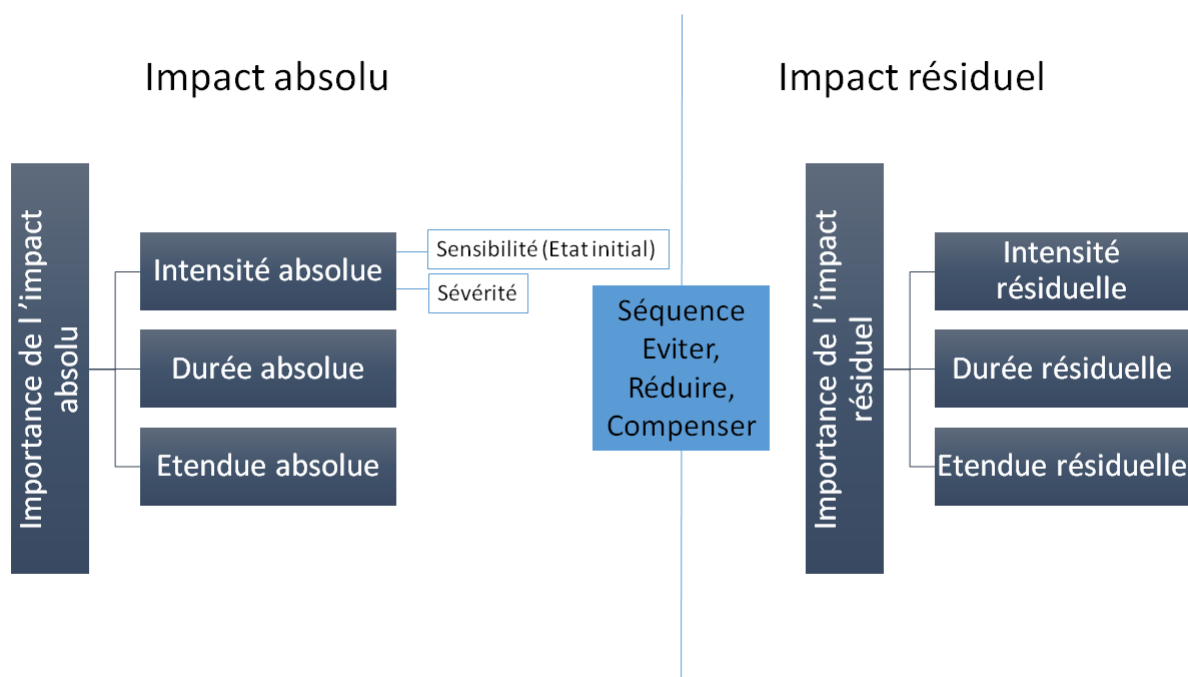 Impact absolu
Impact résiduel
Importance de l ’impact
absolu
Intensité absolue
Sensibilité (Etat initial)
Sévérité
Durée absolue
Etendue absolue
Séquence
Eviter,
Réduire,
Compenser
Importance de l ’impact
résiduel
Intensité
résiduelle
Durée résiduelle
Etendue résiduelle